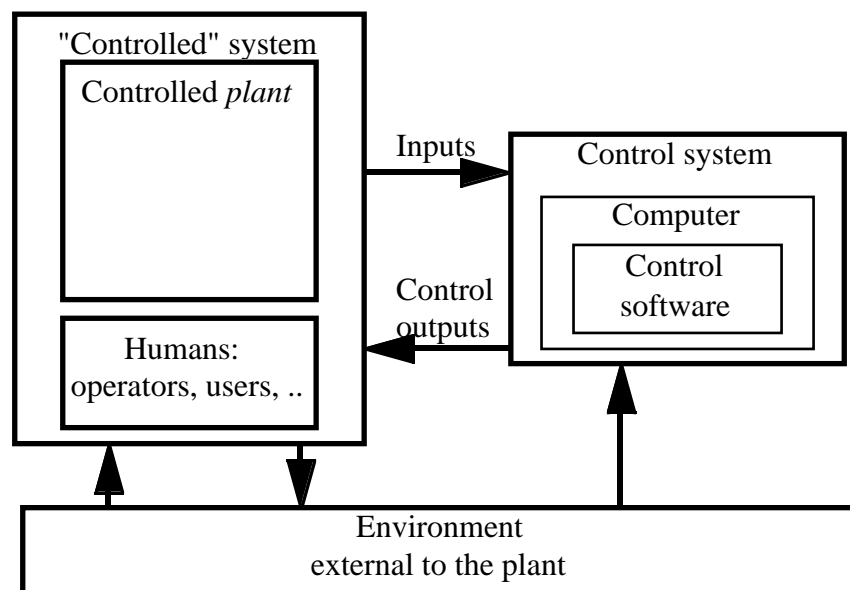 "Controlled" system
Controlled plant
Humans:
operators, users, ..
Inputs
Control
outputs
Control system
Computer
Control
software
Environment
external to the plant